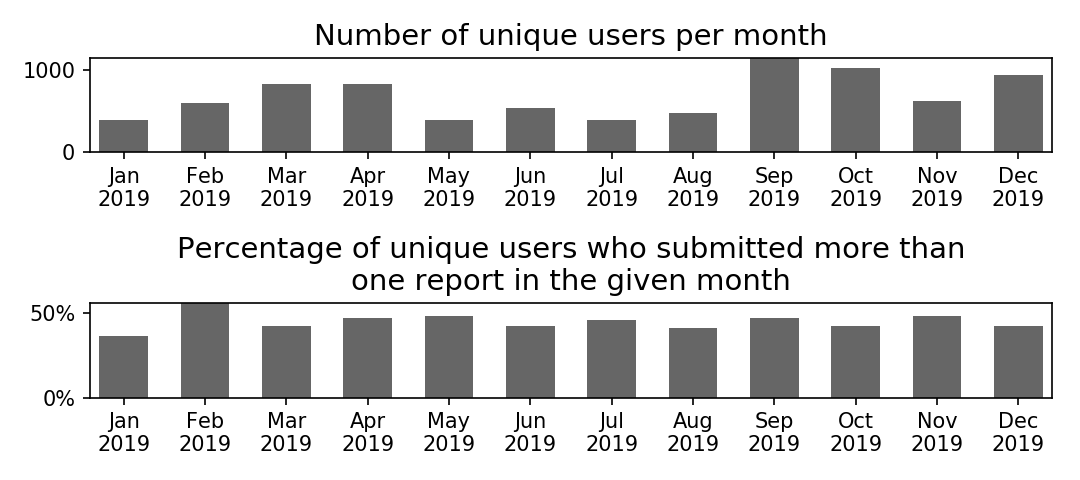 Number of unique users per month
1000
0
Jan Feb Mar Apr May Jun Jul Aug Sep Oct Nov Dec
2019 2019 2019 2019 2019 2019 2019 2019 2019 2019 2019 2019
Percentage of unique users who submitted more than
one report in the given month
50%
0%
Jan Feb Mar Apr May Jun Jul Aug Sep Oct Nov Dec
2019 2019 2019 2019 2019 2019 2019 2019 2019 2019 2019 2019